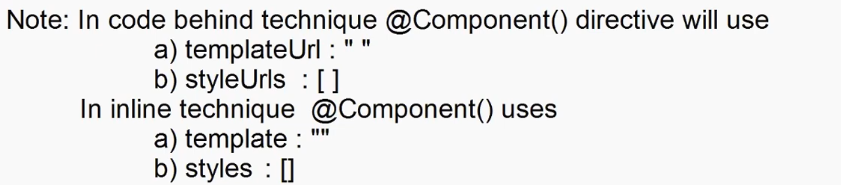 Note: In code behind technique @Component() directive will use
a) templateUrl : " "
b) styleUrls : [ ]
In inline technique @Component() uses
a) template : ""
b) styles : []